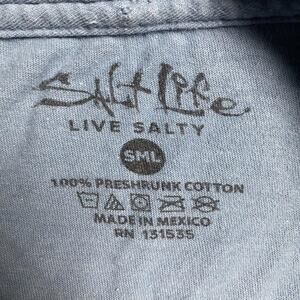 Salt Life
LIVE SALTY
SML
100% PRESHRUNK COTTON
MADE IN MEXICO
RN 131535